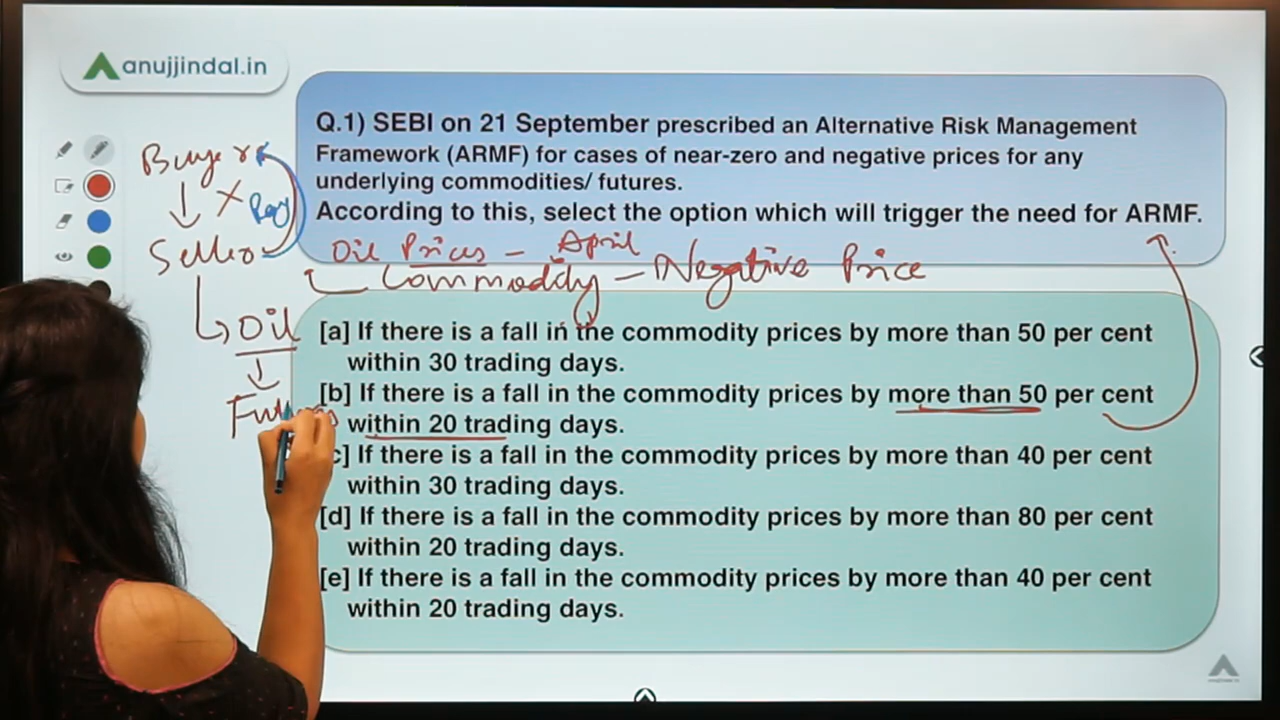 anujjindal.in
Q.1) SEBI on 21 September prescribed an Alternative Risk Management
Framework (ARMF) for cases of near-zero and negative prices for any
underlying commodities/ futures.
According to this, select the option which will trigger the need for ARMF.
Buyer
Pay
Seller
Oil Prices - April
Commodity - Negative Price
Oil
[a] If there is a fall in the commodity prices by more than 50 per cent
within 30 trading days.
[b] If there is a fall in the commodity prices by more than 50 per cent
within 20 trading days.
c] If there is a fall in the commodity prices by more than 40 per cent
within 30 trading days.
[d] If there is a fall in the commodity prices by more than 80 per cent
within 20 trading days.
[e] If there is a fall in the commodity prices by more than 40 per cent
within 20 trading days.
anujjindal.in